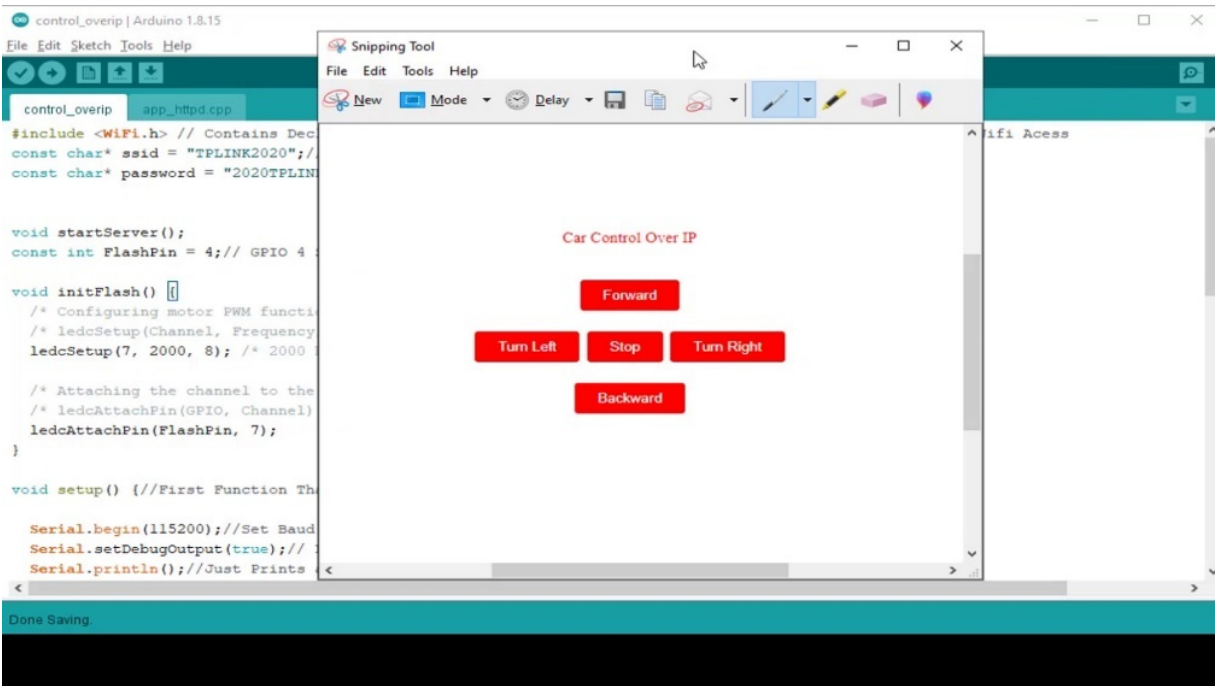 control_overip | Arduino 1.8.15
File Edit Sketch Tools Help
control_overip app_httpd.cpp
#include <WiFi.h> // Contains Dec
Wifi Acess
const char* ssid = "TPLINK2020";//
const char* password = "2020TPLIN
void startServer();
const int FlashPin = 4;// GPIO 4
void initFlash() {
/* Configuring motor PWM functi
/* ledcSetup(Channel, Frequency
ledcSetup(7, 2000, 8); /* 2000
/* Attaching the channel to the
/* ledcAttachPin(GPIO, Channel)
ledcAttachPin(FlashPin, 7);
}
void setup() {//First Function Tha
Serial.begin(115200);//Set Baud
Serial.setDebugOutput(true);//
Serial.println();//Just Prints
Done Saving.
Snipping Tool
File Edit Tools Help
New Mode Delay
Car Control Over IP
Forward
Turn Left Stop Turn Right
Backward